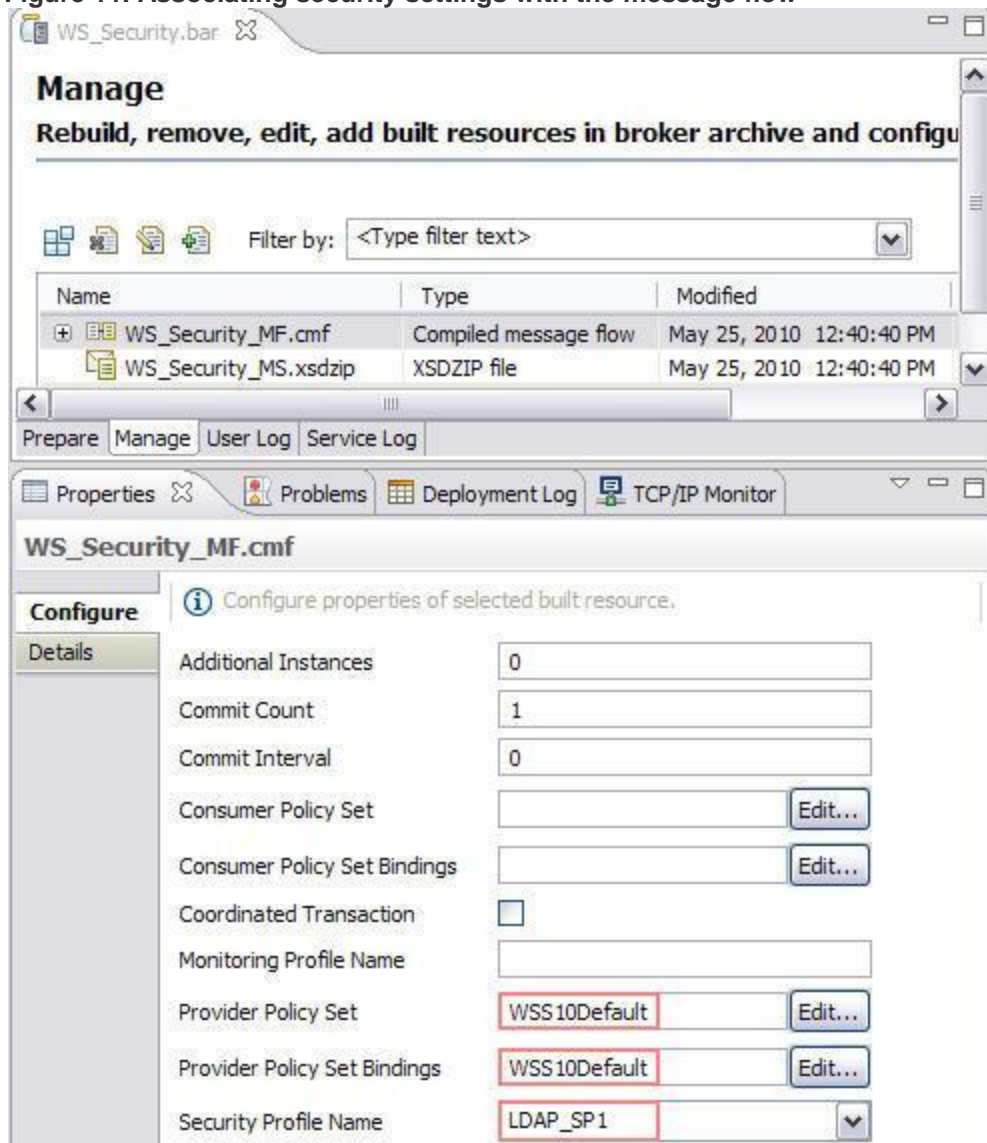 Figure 11. Associating security settings with the message flow
WS_Security.bar
Manage
Rebuild, remove, edit, add built resources in broker archive and configu
Filter by: <Type filter text>
Name Type Modified
WS_Security_MF.cmf Compiled message flow May 25, 2010 12:40:40 PM
WS_Security_MS.xsdzip XSDZIP file May 25, 2010 12:40:40 PM
Prepare Manage User Log Service Log
Properties Problems Deployment Log TCP/IP Monitor
WS_Security_MF.cmf
Configure
Configure properties of selected built resource.
Details
Additional Instances 0
Commit Count 1
Commit Interval 0
Consumer Policy Set Edit...
Consumer Policy Set Bindings Edit...
Coordinated Transaction
Monitoring Profile Name
Provider Policy Set WSS10Default Edit...
Provider Policy Set Bindings WSS10Default Edit...
Security Profile Name LDAP_SP1